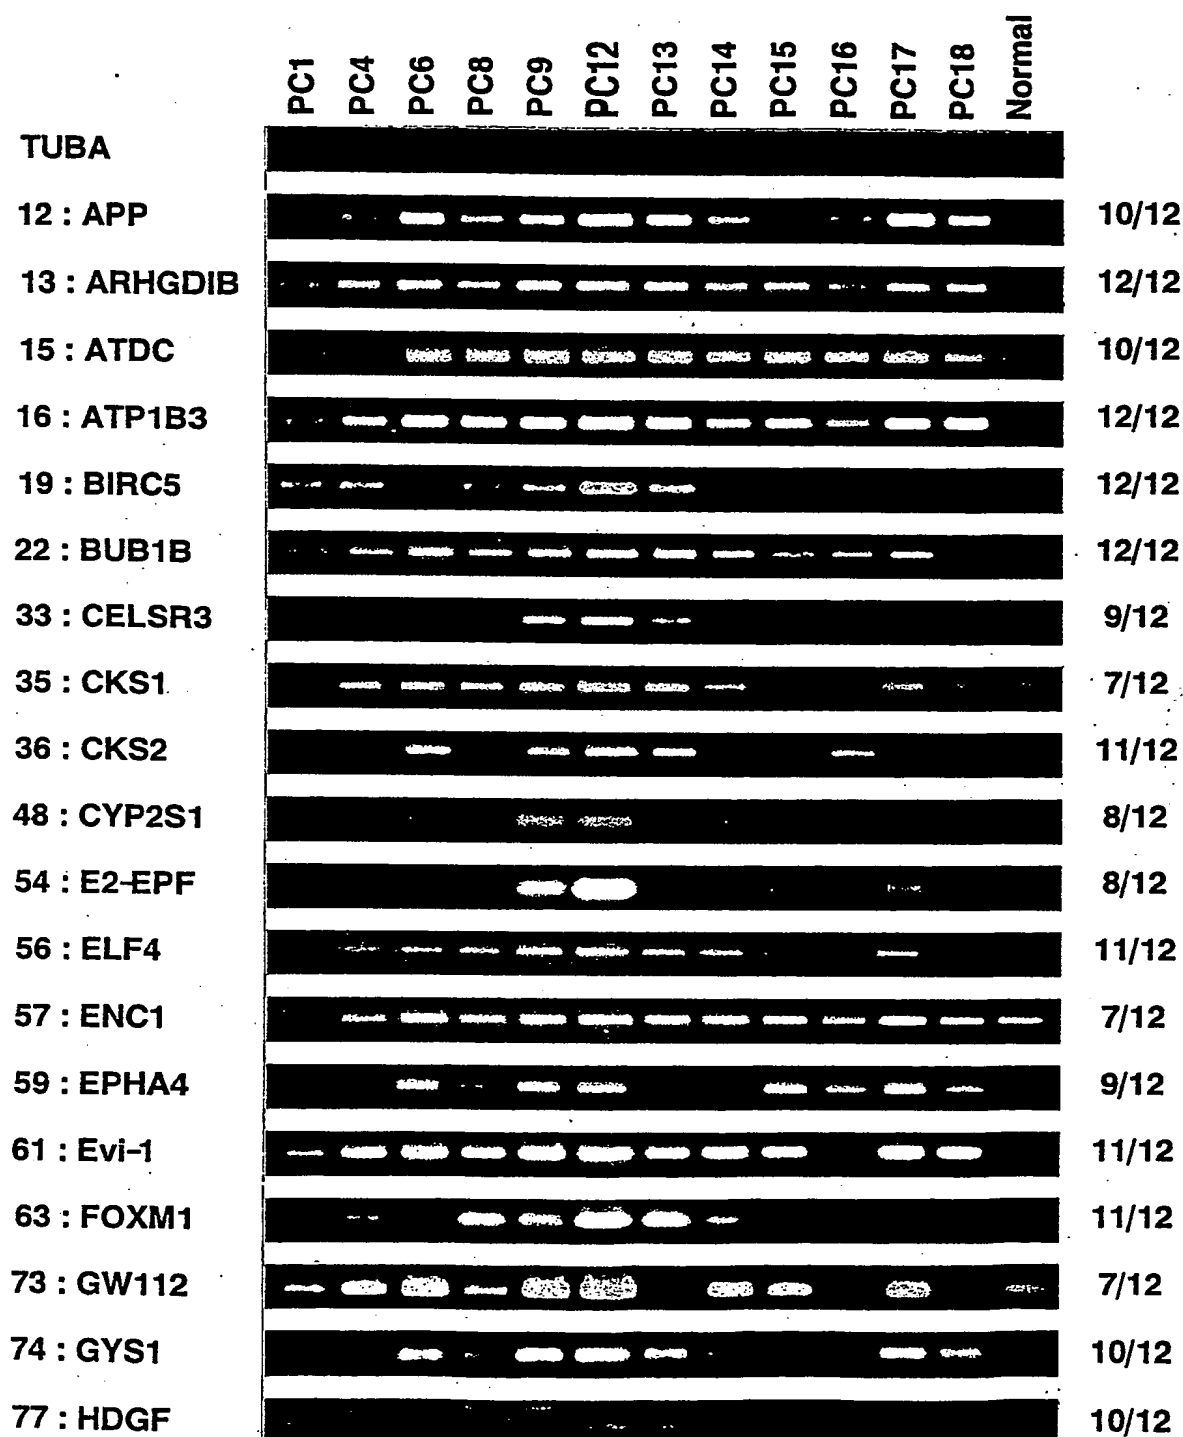 PC1 PC4 PC6 PC8 PC9 PC12 PC13 PC14 PC15 PC16 PC17 PC18 Normal
TUBA
12 : APP 10/12
13 : ARHGDIB 12/12
15 : ATDC 10/12
16 : ATP1B3 12/12
19 : BIRC5 12/12
22 : BUB1B 12/12
33 : CELSR3 9/12
35 : CKS1 7/12
36 : CKS2 11/12
48 : CYP2S1 8/12
54 : E2-EPF 8/12
56 : ELF4 11/12
57 : ENC1 7/12
59 : EPHA4 9/12
61 : Evi-1 11/12
63 : FOXM1 11/12
73 : GW112 7/12
74 : GYS1 10/12
77 : HDGF 10/12